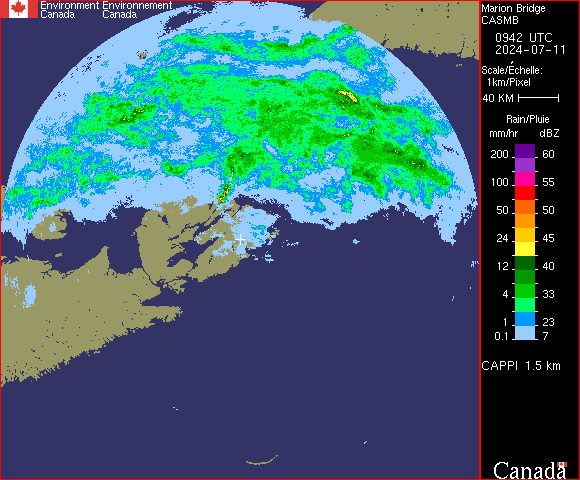 Environment Environnement
Canada Canada
Marion Bridge
CASMB
0942 UTC
2024-07-11
Scale/Échelle:
1km/Pixel
40 KM
Rain/Pluie
mm/hr dBZ
200 60
100 55
50 50
24 45
12 40
4 33
1 23
0.1 7
CAPPI 1.5 km
Canada